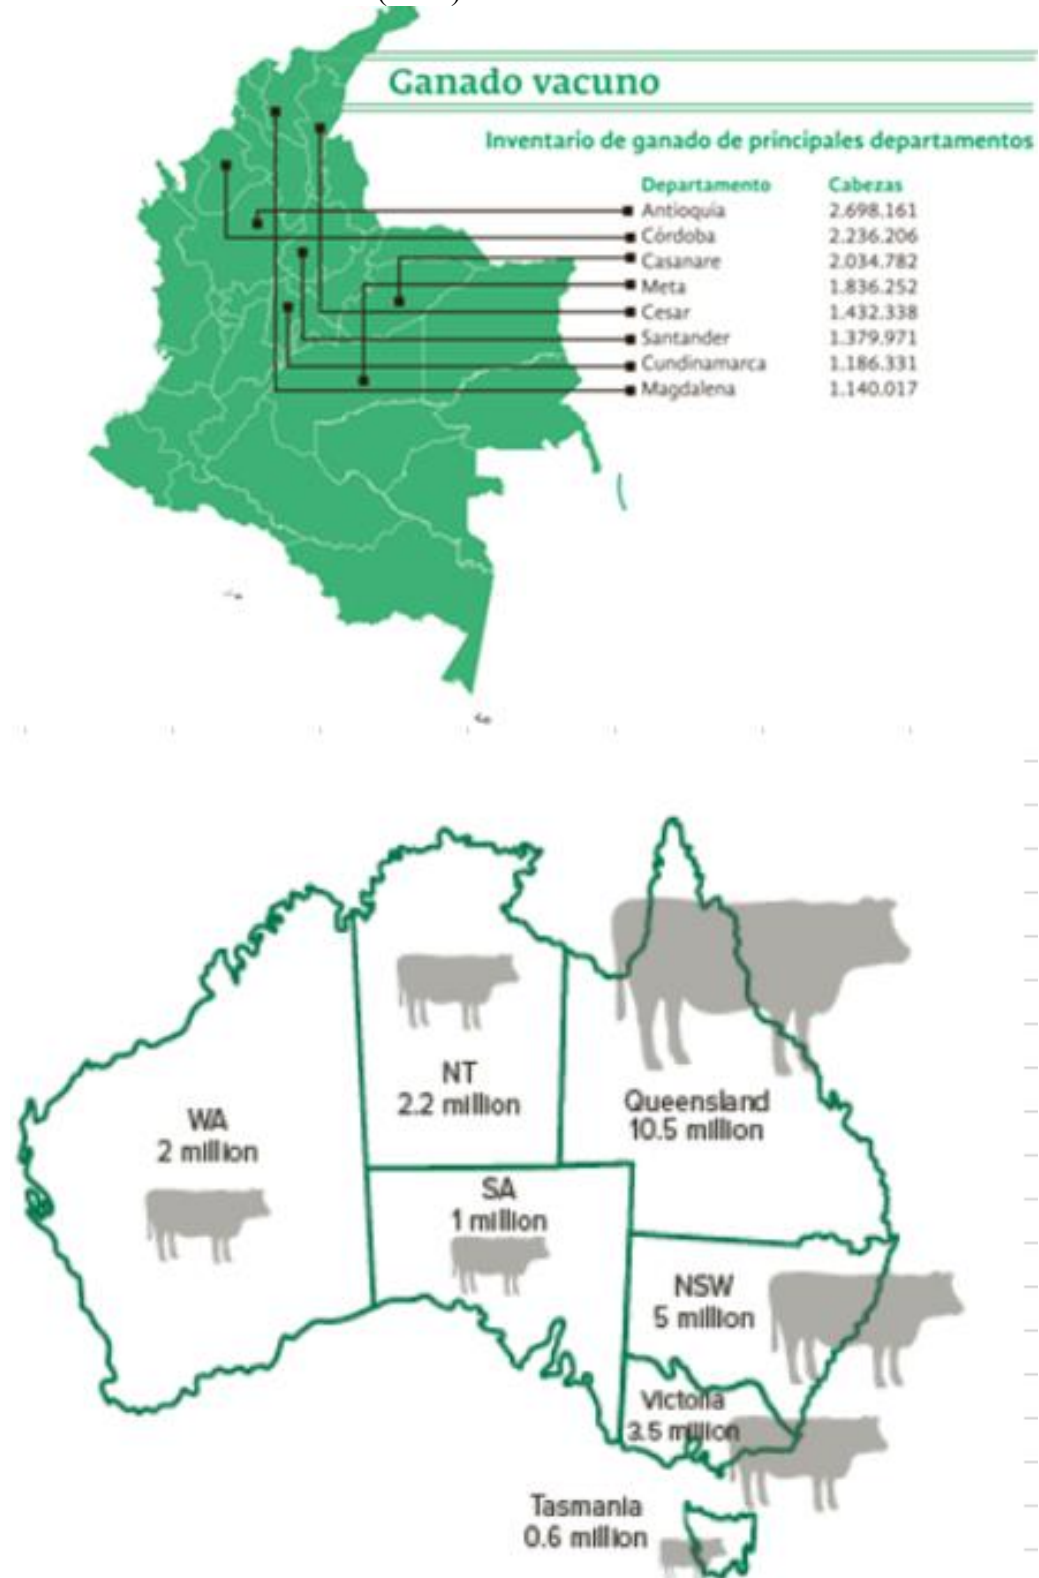 Ganado vacuno
Inventario de ganado de principales departamentos
Departamento Cabezas
Antioquia 2.698.161
Córdoba 2.236.206
Casanare 2.034.782
Meta 1.836.252
Cesar 1.432.338
Santander 1.379.971
Cundinamarca 1.186.331
Magdalena 1.140.017
NT
2.2 million
Queensland
10.5 million
WA
2 million
SA
1 million
NSW
5 million
Victoria
3.5 million
Tasmania
0.6 million